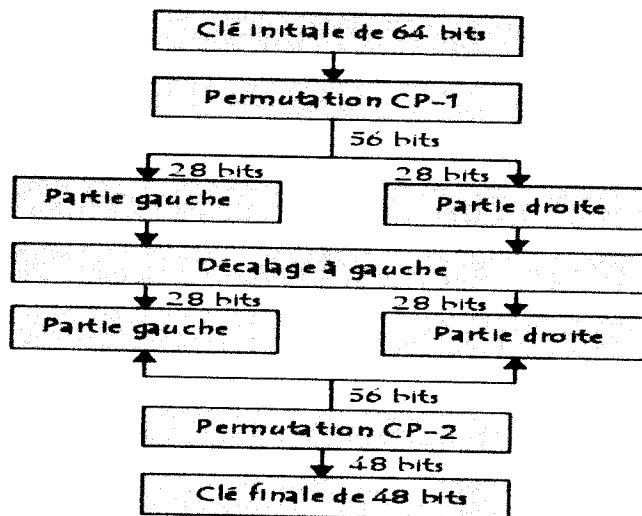 Clé initiale de 64 bits
Permutation CP-1
56 bits
28 bits 28 bits
Partie gauche Partie droite
Décalage à gauche
28 bits 28 bits
Partie gauche Partie droite
56 bits
Permutation CP-2
48 bits
Clé finale de 48 bits